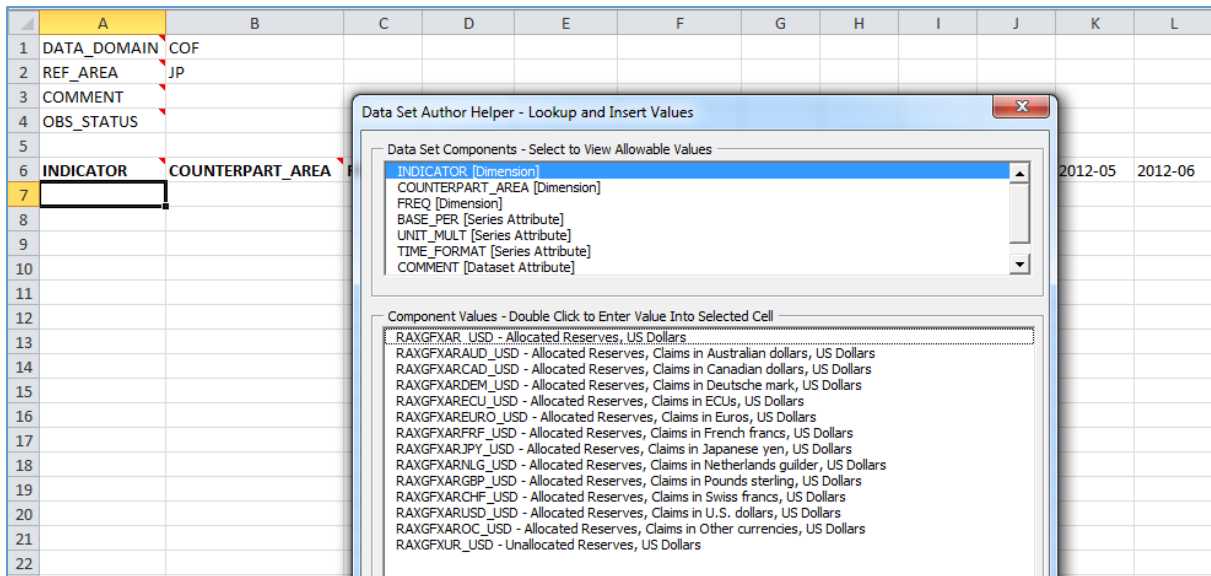 A B C D E F G H I J K L
1 DATA_DOMAIN COF
2 REF_AREA JP
3 COMMENT
4 OBS_STATUS
5
6 INDICATOR COUNTERPART_AREA 2012-05 2012-06
7
8
9
10
11
12
13
14
15
16
17
18
19
20
21
22
Data Set Author Helper - Lookup and Insert Values
Data Set Components - Select to View Allowable Values
INDICATOR [Dimension]
COUNTERPART_AREA [Dimension]
FREQ [Dimension]
BASE_PER [Series Attribute]
UNIT_MULT [Series Attribute]
TIME_FORMAT [Series Attribute]
COMMENT [Dataset Attribute]
Component Values - Double Click to Enter Value Into Selected Cell
RAXGFXAR_USD - Allocated Reserves, US Dollars
RAXGFXARAUD_USD - Allocated Reserves, Claims in Australian dollars, US Dollars
RAXGFXARCAD_USD - Allocated Reserves, Claims in Canadian dollars, US Dollars
RAXGFXARDEM_USD - Allocated Reserves, Claims in Deutsche mark, US Dollars
RAXGFXARECU_USD - Allocated Reserves, Claims in ECUs, US Dollars
RAXGFXAREURO_USD - Allocated Reserves, Claims in Euros, US Dollars
RAXGFXARFRF_USD - Allocated Reserves, Claims in French francs, US Dollars
RAXGFXARJPY_USD - Allocated Reserves, Claims in Japanese yen, US Dollars
RAXGFXARNLG_USD - Allocated Reserves, Claims in Netherlands guilder, US Dollars
RAXGFXARGBP_USD - Allocated Reserves, Claims in Pounds sterling, US Dollars
RAXGFXARCHF_USD - Allocated Reserves, Claims in Swiss francs, US Dollars
RAXGFXARUSD_USD - Allocated Reserves, Claims in U.S. dollars, US Dollars
RAXGFXAROC_USD - Allocated Reserves, Claims in Other currencies, US Dollars
RAXGFXUR_USD - Unallocated Reserves, US Dollars